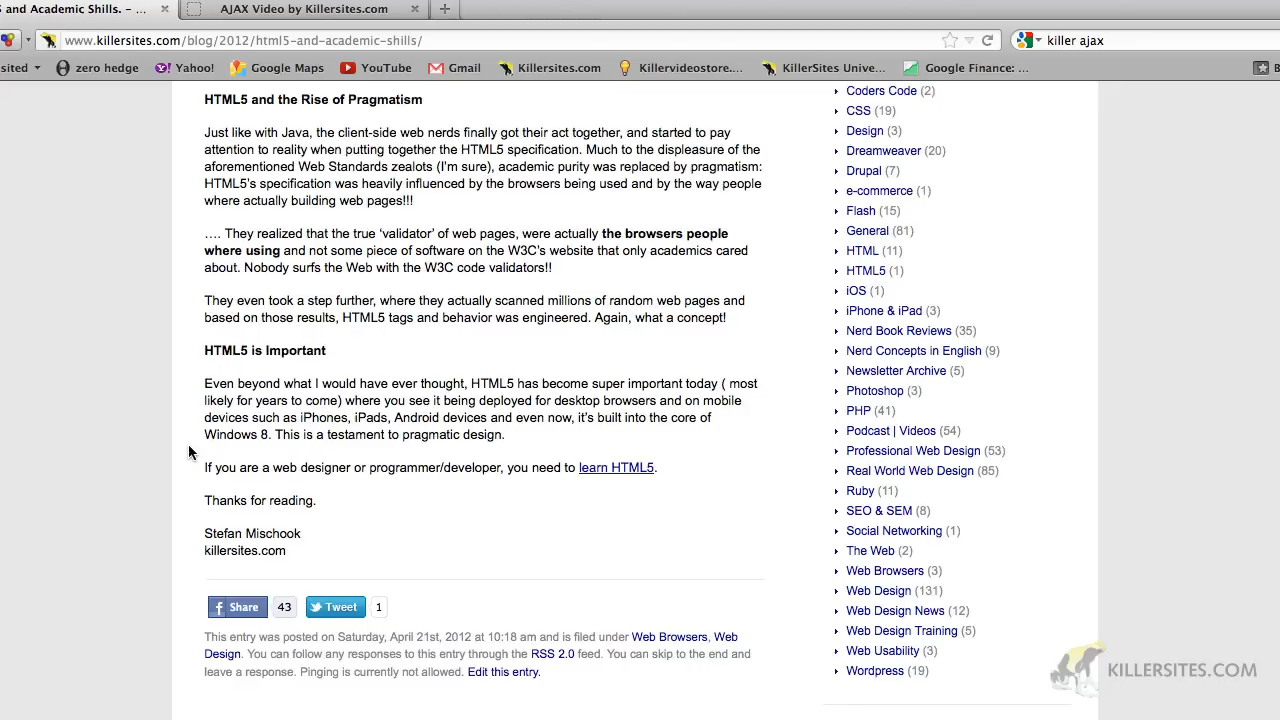 and Academic Skills. – ...
AJAX Video by Killersites.com
www.killersites.com/blog/2012/html5-and-academic-skills/
killer ajax
sited
zero hedge
Yahoo!
Google Maps
YouTube
Gmail
Killersites.com
Killervideostore....
KillerSites Unive...
Google Finance: ...
HTML5 and the Rise of Pragmatism
Just like with Java, the client-side web nerds finally got their act together, and started to pay
attention to reality when putting together the HTML5 specification. Much to the displeasure of the
aforementioned Web Standards zealots (I'm sure), academic purity was replaced by pragmatism:
HTML5's specification was heavily influenced by the browsers being used and by the way people
where actually building web pages!!!
.... They realized that the true 'validator' of web pages, were actually the browsers people
where using and not some piece of software on the W3C's website that only academics cared
about. Nobody surfs the Web with the W3C code validators!!
They even took a step further, where they actually scanned millions of random web pages and
based on those results, HTML5 tags and behavior was engineered. Again, what a concept!
HTML5 is Important
Even beyond what I would have ever thought, HTML5 has become super important today ( most
likely for years to come) where you see it being deployed for desktop browsers and on mobile
devices such as iPhones, iPads, Android devices and even now, it's built into the core of
Windows 8. This is a testament to pragmatic design.
If you are a web designer or programmer/developer, you need to learn HTML5.
Thanks for reading.
Stefan Mischook
killersites.com
Share
43
Tweet
1
This entry was posted on Saturday, April 21st, 2012 at 10:18 am and is filed under Web Browsers, Web
Design. You can follow any responses to this entry through the RSS 2.0 feed. You can skip to the end and
leave a response. Pinging is currently not allowed. Edit this entry.
Coders Code (2)
CSS (19)
Design (3)
Dreamweaver (20)
Drupal (7)
e-commerce (1)
Flash (15)
General (81)
HTML (11)
HTML5 (1)
iOS (1)
iPhone & iPad (3)
Nerd Book Reviews (35)
Nerd Concepts in English (9)
Newsletter Archive (5)
Photoshop (3)
PHP (41)
Podcast | Videos (54)
Professional Web Design (53)
Real World Web Design (85)
Ruby (11)
SEO & SEM (8)
Social Networking (1)
The Web (2)
Web Browsers (3)
Web Design (131)
Web Design News (12)
Web Design Training (5)
Web Usability (3)
Wordpress (19)
KILLERSITES.COM